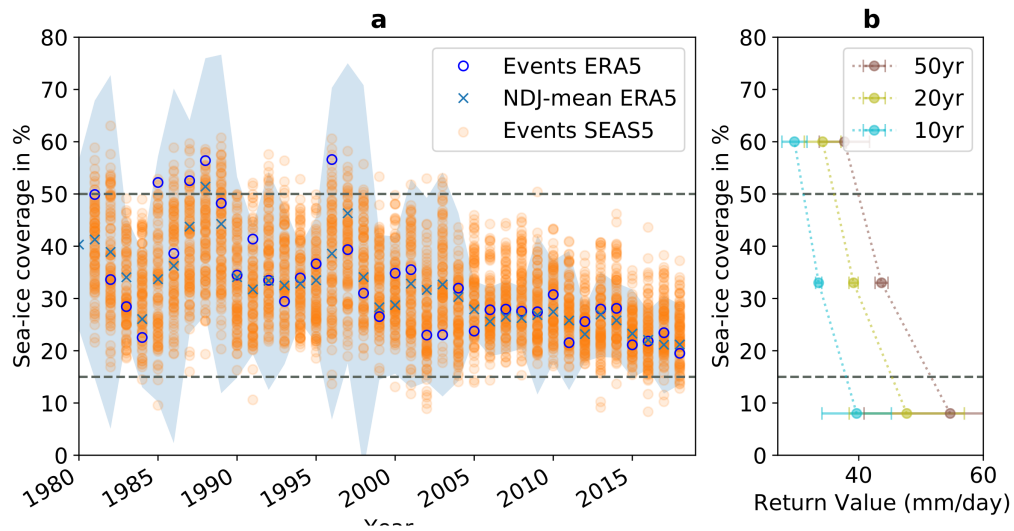 a
b
Sea-ice coverage in %
80
70
60
50
40
30
20
10
0
Events ERA5
NDJ-mean ERA5
Events SEAS5
1980
1985
1990
1995
2000
2005
2010
2015
Year
Sea-ice coverage in %
80
70
60
50
40
30
20
10
0
50yr
20yr
10yr
40
60
Return Value (mm/day)